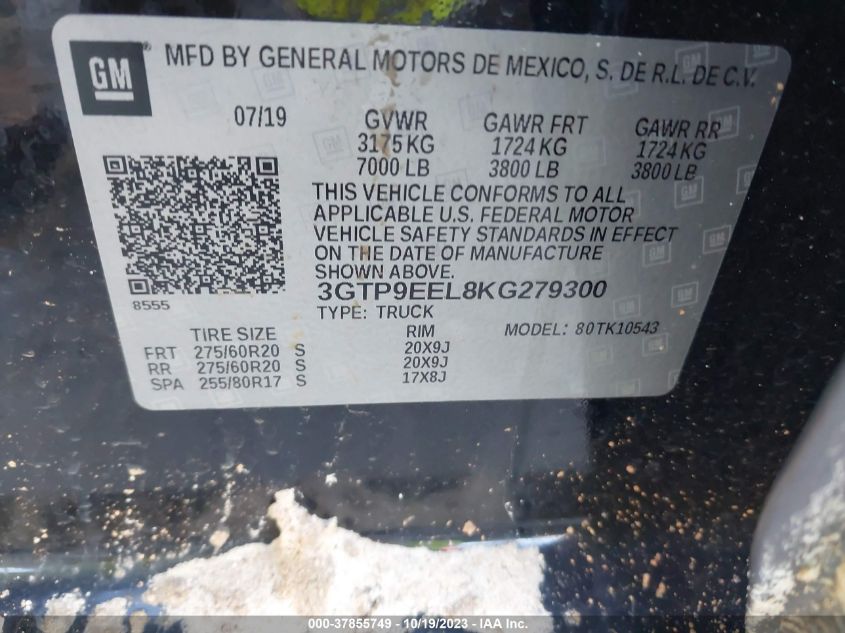 GM
®
MFD BY GENERAL MOTORS DE MEXICO, S. DE R.L. DE C.V.
07/19 GVWR GAWR FRT GAWR RR
3175 KG 1724 KG 1724 KG
7000 LB 3800 LB 3800 LB
THIS VEHICLE CONFORMS TO ALL
APPLICABLE U.S. FEDERAL MOTOR
VEHICLE SAFETY STANDARDS IN EFFECT
ON THE DATE OF MANUFACTURE
SHOWN ABOVE.
8555
3GTP9EEL8KG279300
TYPE: TRUCK
TIRE SIZE RIM MODEL: 80TK10543
FRT 275/60R20 S 20X9J
RR 275/60R20 S 20X9J
SPA 255/80R17 S 17X8J
000-37855749 - 10/19/2023 - IAA Inc.